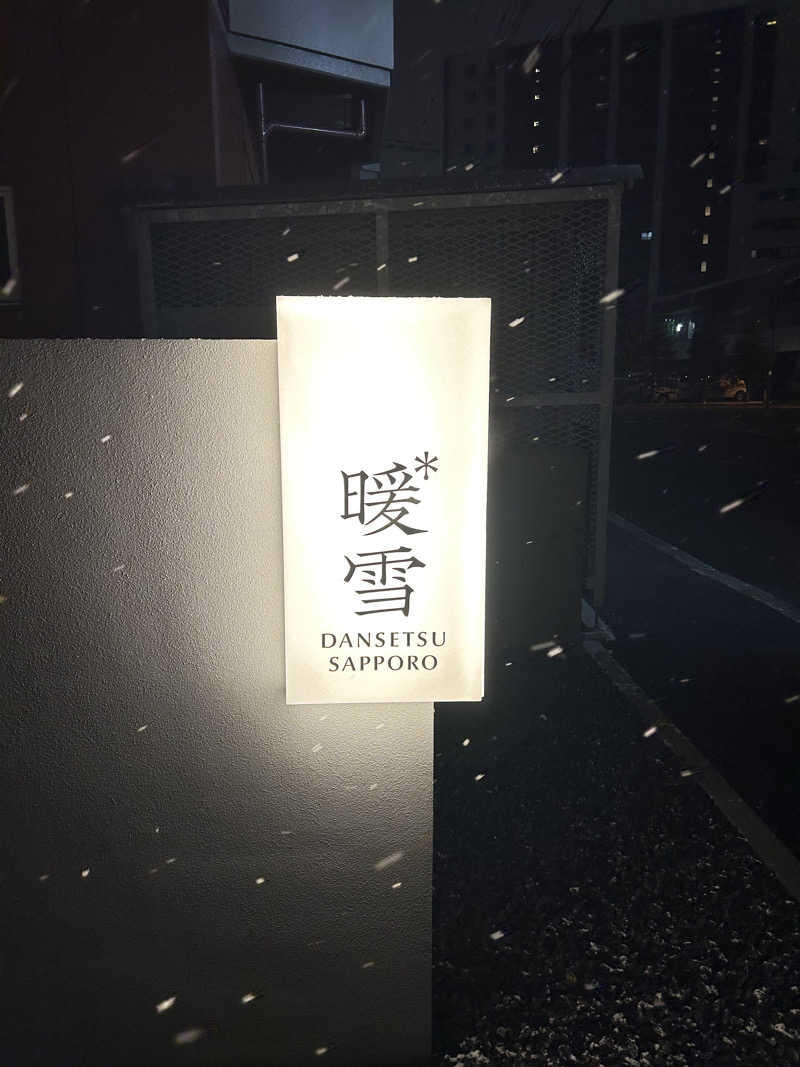 暖*
雪
DANSETSU
SAPPORO